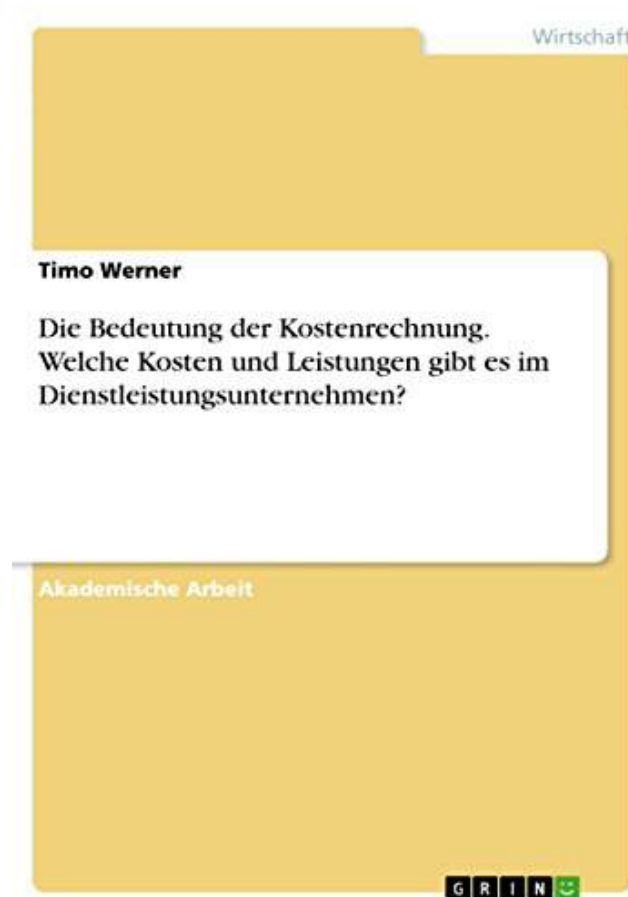 Wirtschaft
Timo Werner
Die Bedeutung der Kostenrechnung.
Welche Kosten und Leistungen gibt es im
Dienstleistungsunternehmen?
Akademische Arbeit
GRIN